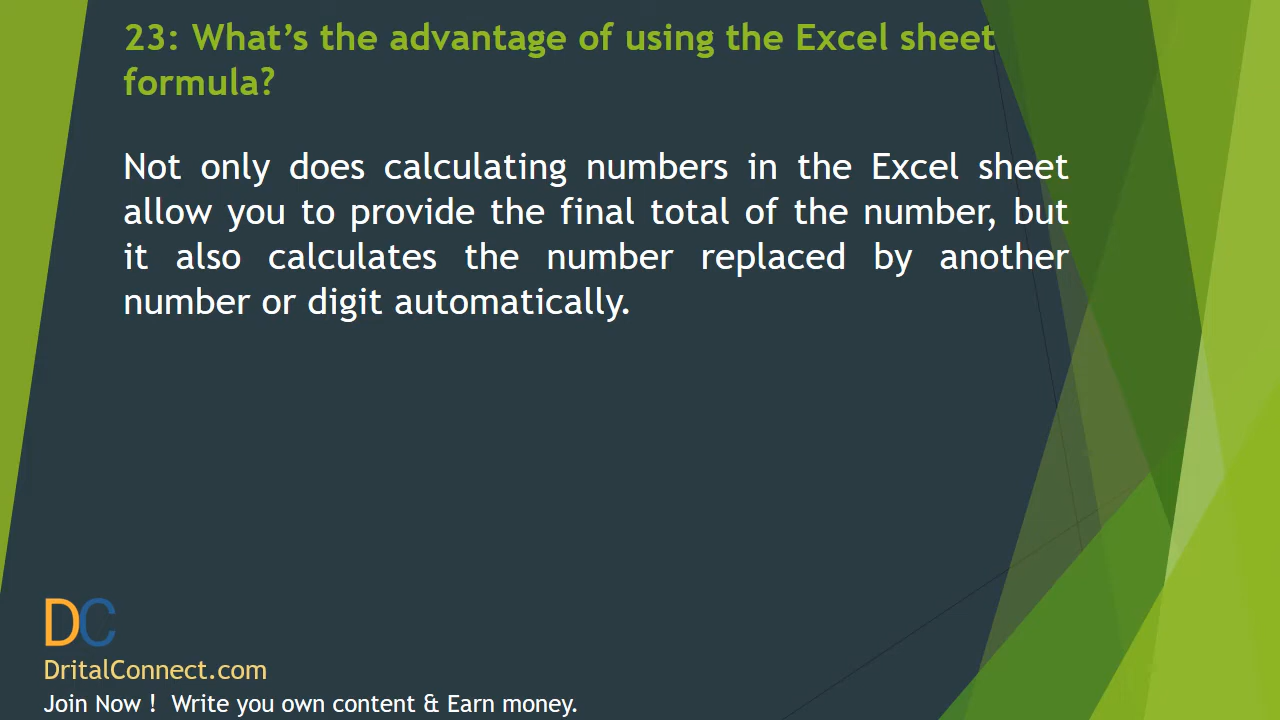 23: What’s the advantage of using the Excel sheet
formula?
Not only does calculating numbers in the Excel sheet
allow you to provide the final total of the number, but
it also calculates the number replaced by another
number or digit automatically.
DC
DritalConnect.com
Join Now ! Write you own content & Earn money.